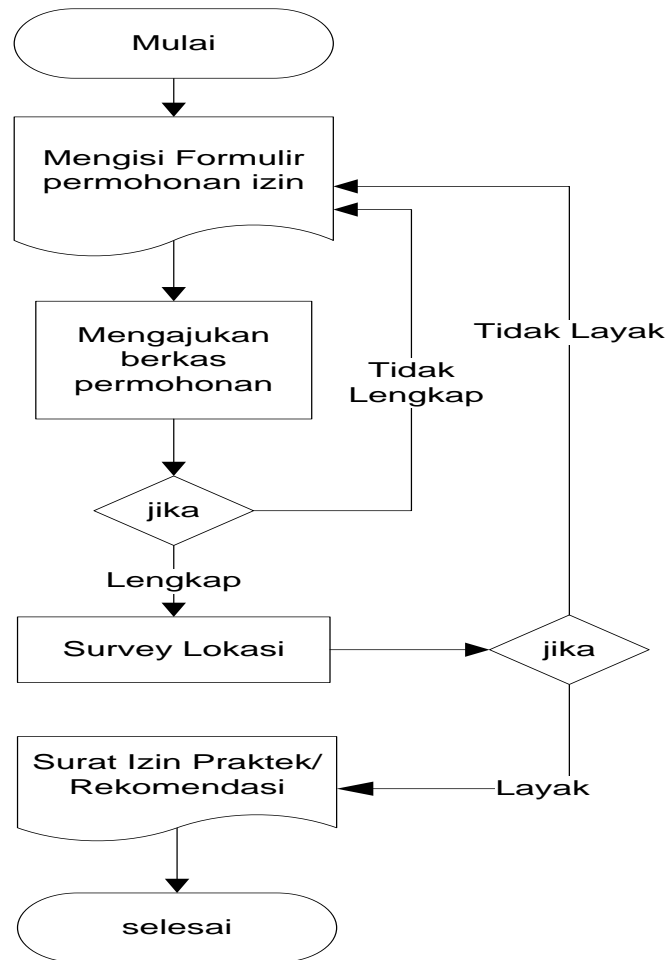 Mulai
Mengisi Formulir
permohonan izin
Mengajukan
berkas
permohonan
Tidak Layak
Tidak
Lengkap
jika
Lengkap
Survey Lokasi
jika
Surat Izin Praktek/
Rekomendasi
Layak
selesai